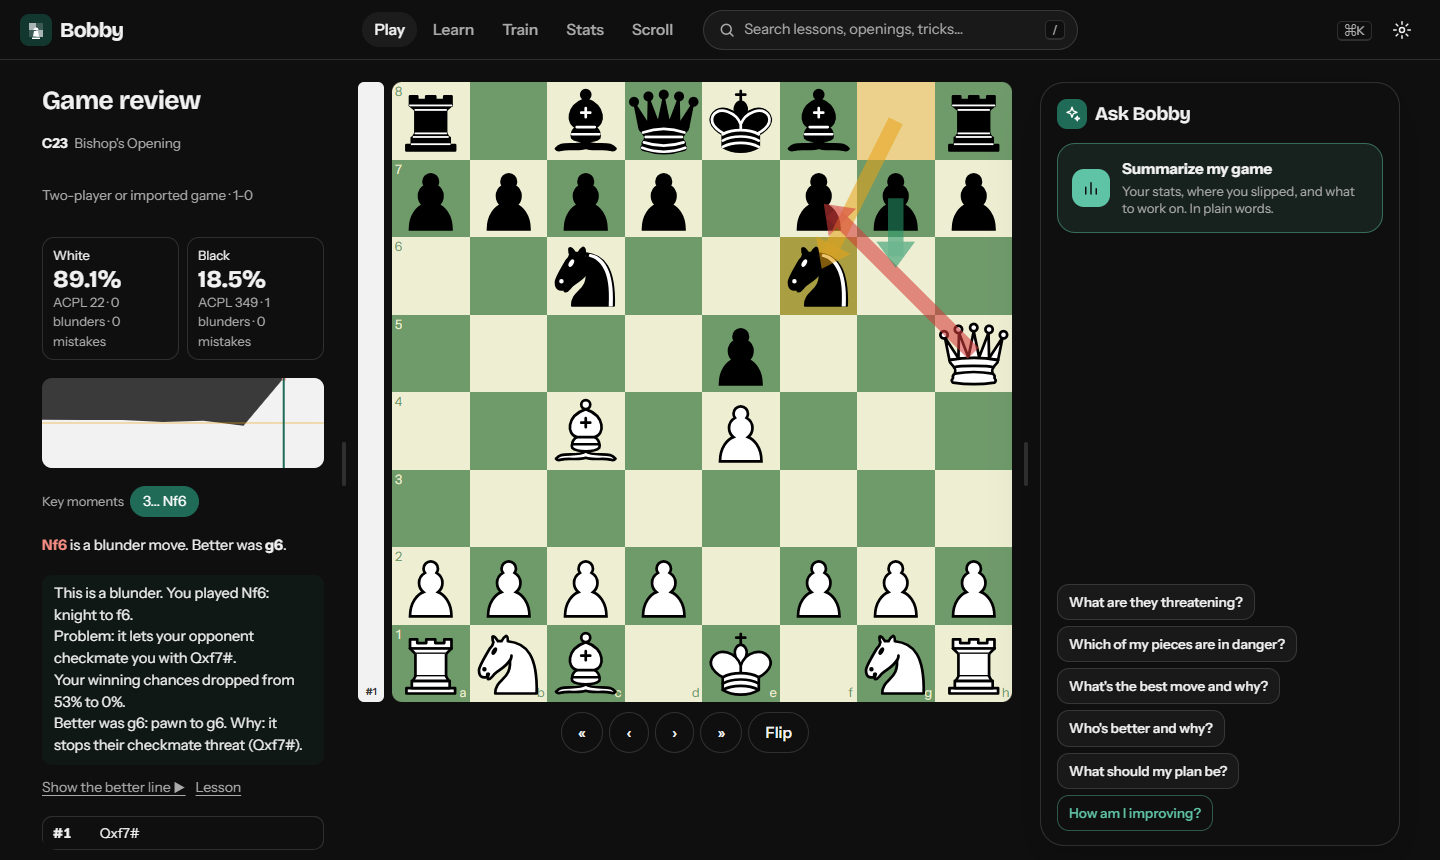 Bobby
Play
Learn
Train
Stats
Scroll
Search lessons, openings, tricks...
/
⌘K
Game review
C23 Bishop's Opening
Two-player or imported game · 1-0
White
89.1%
ACPL 22 · 0
blunders · 0
mistakes
Black
18.5%
ACPL 349 · 1
blunders · 0
mistakes
Key moments
3... Nf6
Nf6 is a blunder move. Better was g6.
This is a blunder. You played Nf6:
knight to f6.
Problem: it lets your opponent
checkmate you with Qxf7#.
Your winning chances dropped from
53% to 0%.
Better was g6: pawn to g6. Why: it
stops their checkmate threat (Qxf7#).
Show the better line ▶ Lesson
#1 Qxf7#
#1
8
7
6
5
4
3
2
1
a
b
c
d
e
f
g
h
«
‹
›
»
Flip
Ask Bobby
Summarize my game
Your stats, where you slipped, and what
to work on. In plain words.
What are they threatening?
Which of my pieces are in danger?
What's the best move and why?
Who's better and why?
What should my plan be?
How am I improving?